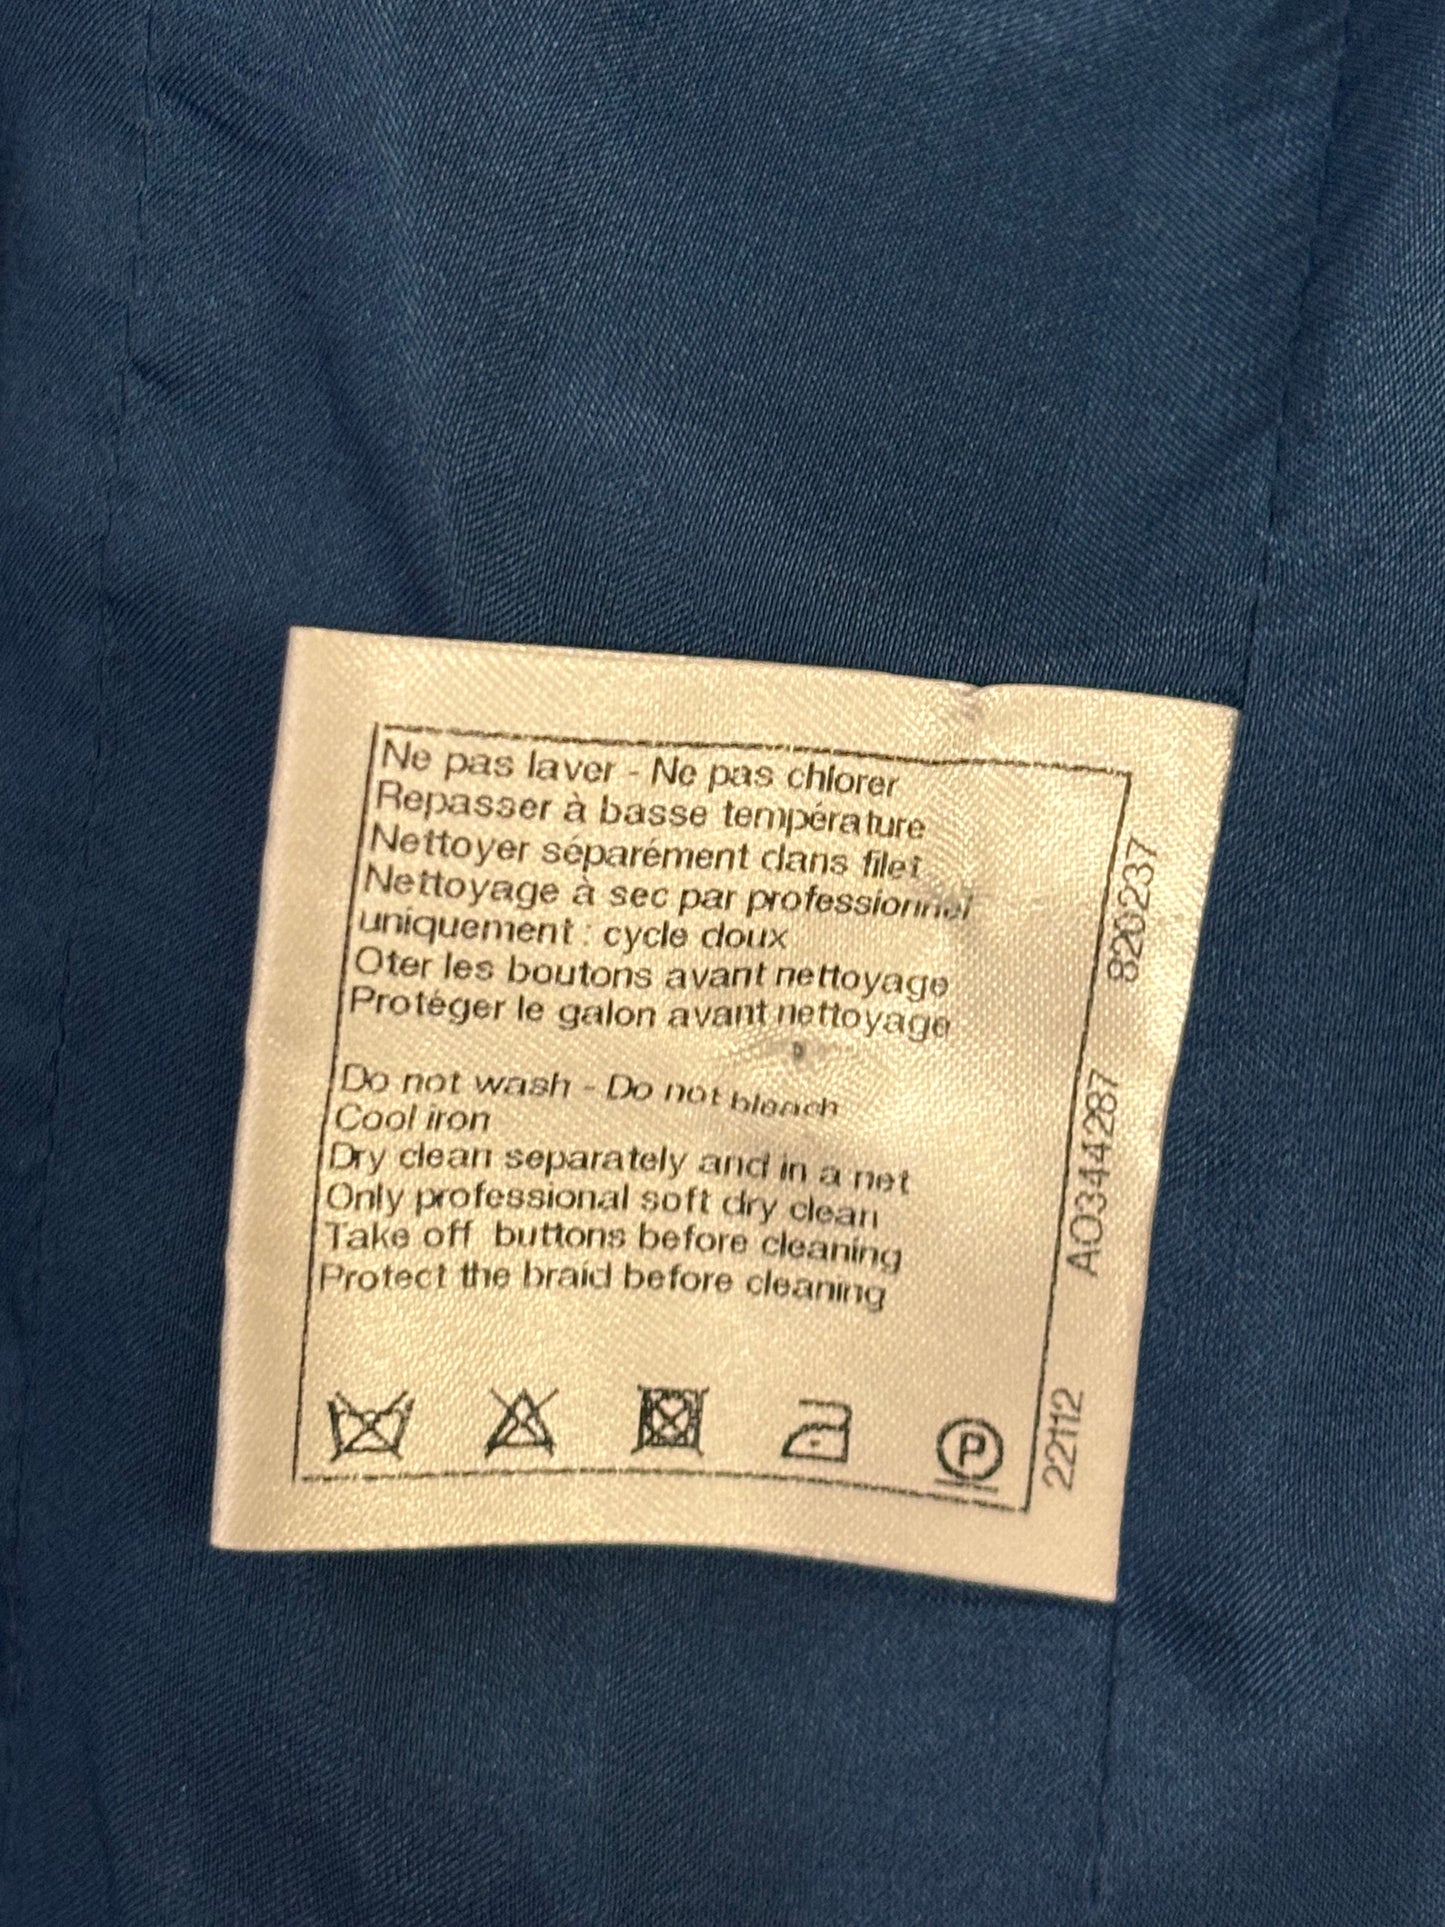 Ne pas laver - Ne pas chlorer
Repasser à basse température
Nettoyer séparément dans filet
Nettoyage à sec par professionnel
uniquement : cycle doux
Oter les boutons avant nettoyage
Protéger le galon avant nettoyage
Do not wash - Do not bleach
Cool iron
Dry clean separately and in a net
Only professional soft dry clean
Take off buttons before cleaning
Protect the braid before cleaning
P
22112 AO344287 820237